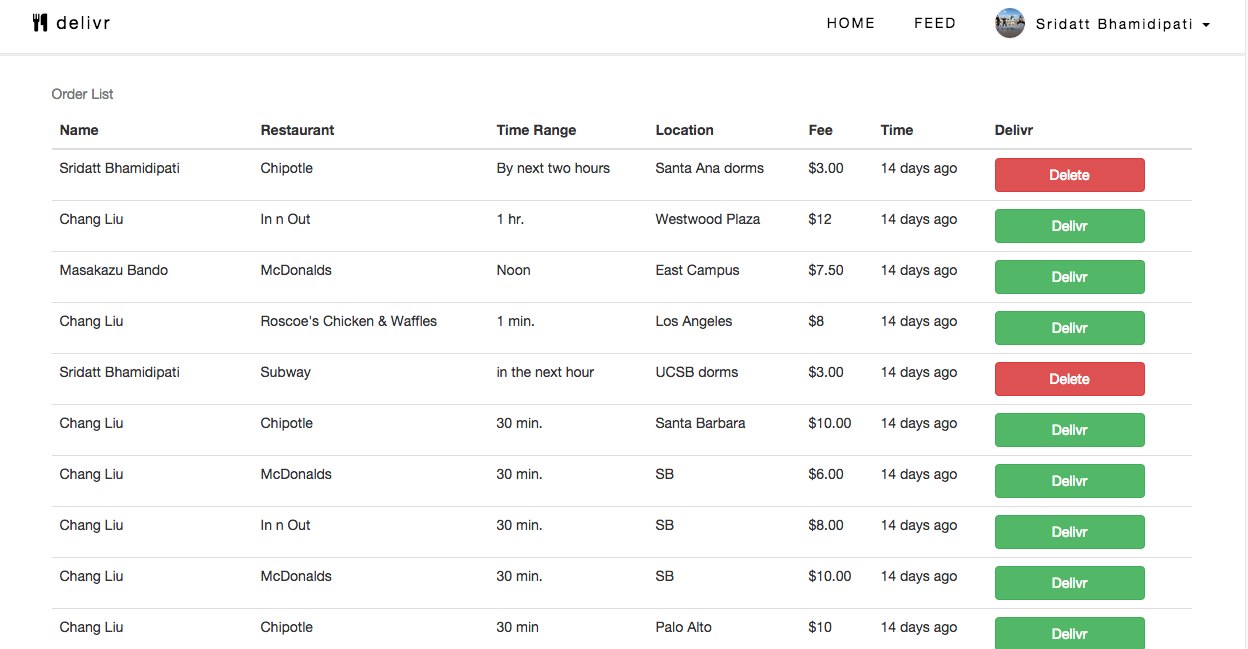 delivr HOME FEED Sridatt Bhamidipati
Order List
Name Restaurant Time Range Location Fee Time Delivr
Sridatt Bhamidipati Chipotle By next two hours Santa Ana dorms $3.00 14 days ago Delete
Chang Liu In n Out 1 hr. Westwood Plaza $12 14 days ago Delivr
Masakazu Bando McDonalds Noon East Campus $7.50 14 days ago Delivr
Chang Liu Roscoe's Chicken & Waffles 1 min. Los Angeles $8 14 days ago Delivr
Sridatt Bhamidipati Subway in the next hour UCSB dorms $3.00 14 days ago Delete
Chang Liu Chipotle 30 min. Santa Barbara $10.00 14 days ago Delivr
Chang Liu McDonalds 30 min. SB $6.00 14 days ago Delivr
Chang Liu In n Out 30 min. SB $8.00 14 days ago Delivr
Chang Liu McDonalds 30 min. SB $10.00 14 days ago Delivr
Chang Liu Chipotle 30 min Palo Alto $10 14 days ago Delivr